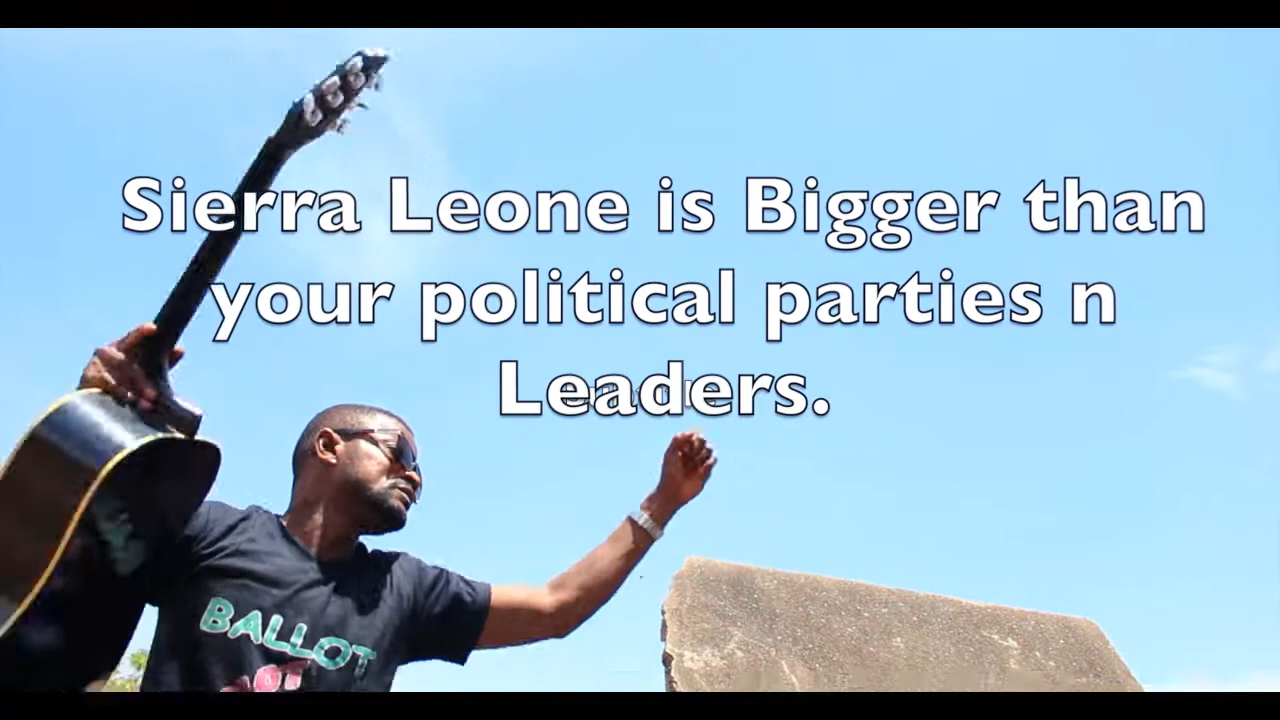 Sierra Leone is Bigger than
your political parties n
Leaders.
BALLOT